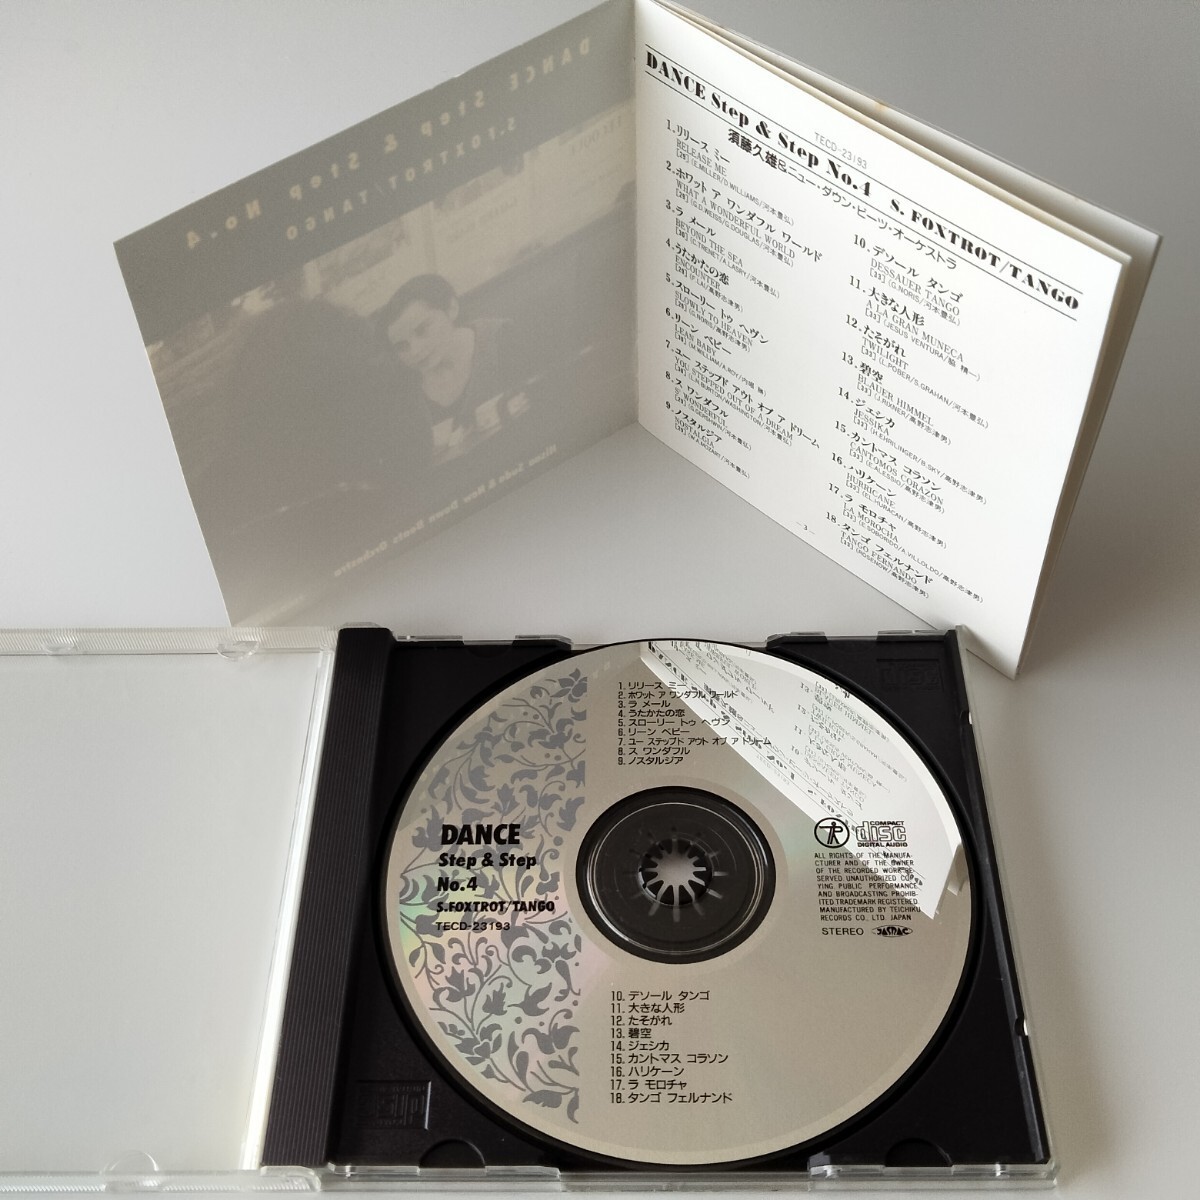 DANCE Step & Step No.4 S. FOXTROT/TANGO
TECD-23193
須藤久雄&ニュー・ダウン・ビーツ・オーケストラ
1. リリース ミー
RELEASE ME
2. ホワット ア ワンダフル ワールド
WHAT A WONDERFUL WORLD
3. ラ メール
BEYOND THE SEA
4. うたかたの恋
ENCOUNTER
5. スローリー トゥ ヘヴン
SLOWLY TO HEAVEN
6. リーン ベビー
LEAN BABY
7. ユー ステップド アウト オブ ア ドリーム
YOU STEPPED OUT OF A DREAM
8. ス ワンダフル
S' WONDERFUL
9. ノスタルジア
NOSTALGIA
10. デソール タンゴ
DESSAUER TANGO
11. 大きな人形
A LA GRAN MUNECA
12. たそがれ
TWILIGHT
13. 碧空
BLAUER HIMMEL
14. ジェシカ
JESSIKA
15. カントマス コラソン
CANTOMOS CORAZON
16. ハリケーン
HURRICANE
17. ラ モロチャ
LA MOROCHA
18. タンゴ フェルナンド
TANGO FERNANDO
—3—
1. リリース ミー
2. ホワット ア ワンダフル ワールド
3. ラ メール
4. うたかたの恋
5. スローリー トゥ ヘヴン
6. リーン ベビー
7. ユー ステップド アウト オブ ア ドリーム
8. ス ワンダフル
9. ノスタルジア
DANCE
Step & Step
No.4
S.FOXTROT/TANGO
TECD-23193
COMPACT
disc
DIGITAL AUDIO
ALL RIGHTS OF THE MANUFA-
CTURER AND OF THE OWNER
OF THE RECORDED WORK RE-
SERVED. UNAUTHORIZED COP-
YING, PUBLIC PERFORMANCE
AND BROADCASTING PROHIB-
ITED TRADEMARK REGISTERED.
MANUFACTURED BY TEICHIKU
RECORDS CO., LTD. JAPAN
STEREO JASRAC
10. デソール タンゴ
11. 大きな人形
12. たそがれ
13. 碧空
14. ジェシカ
15. カントマス コラソン
16. ハリケーン
17. ラ モロチャ
18. タンゴ フェルナンド